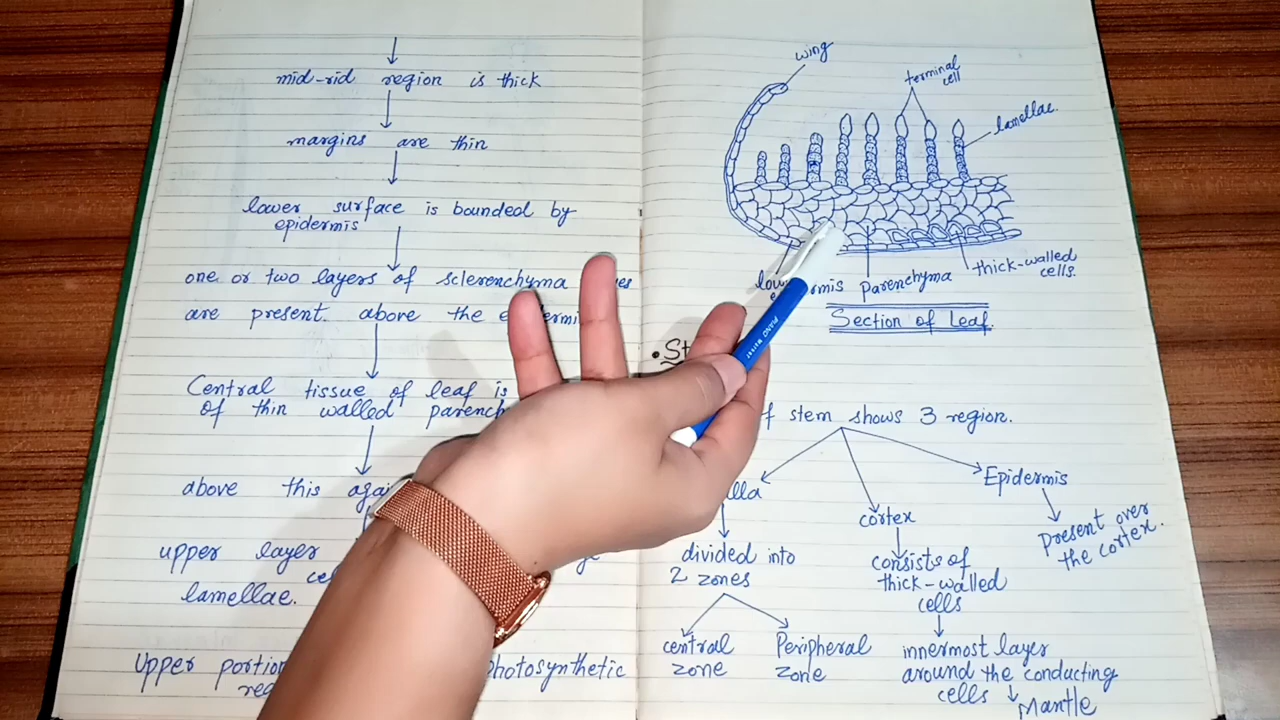 mid-rid region is thick
margins are thin
lower surface is bounded by
epidermis
one or two layers of sclerenchyma
are present above the
Central tissue of leaf is
of thin walled
above this
upper layer
lamellae.
Upper
photosynthetic
wing
terminal
cell
lamellae.
thick-walled
cells.
parenchyma
Section of Leaf.
of stem shows 3 region.
divided into
2 zones
central
zone
Peripheral
zone
cortex
consists of
thick-walled
cells
innermost layer
around the conducting
cells
Mantle
Epidermis
Present over
the cortex.
PIANO